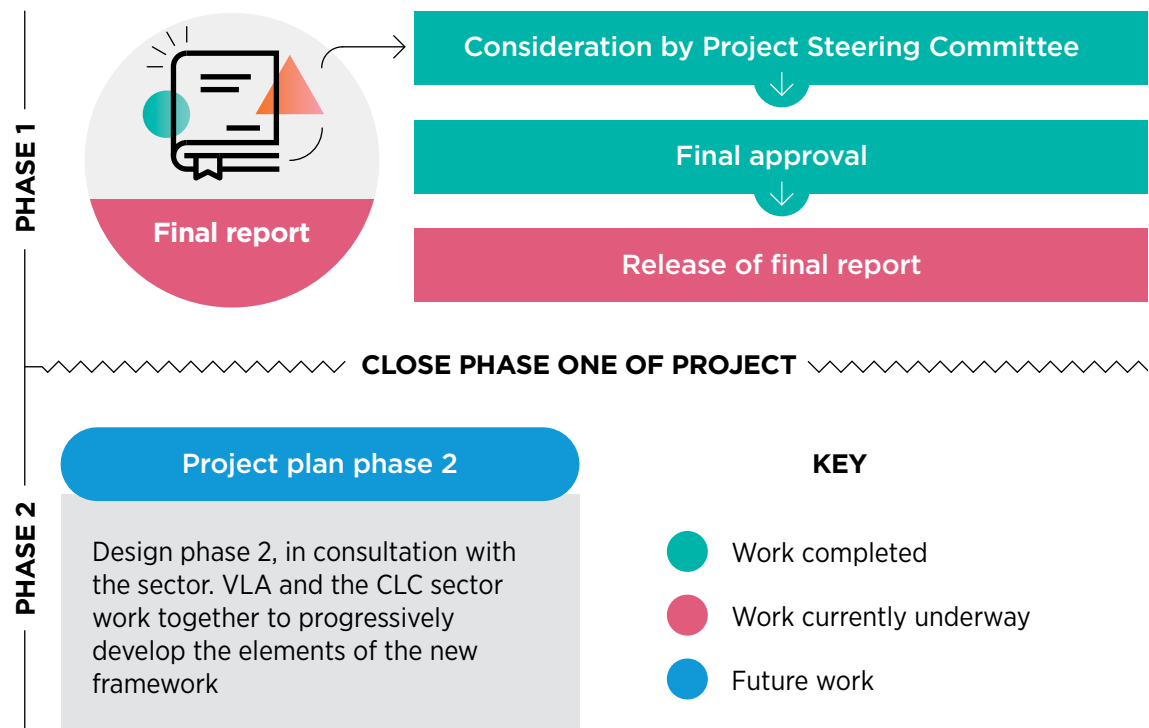 PHASE 1
Final report
Consideration by Project Steering Committee
Final approval
Release of final report
CLOSE PHASE ONE OF PROJECT
PHASE 2
Project plan phase 2
Design phase 2, in consultation with
the sector. VLA and the CLC sector
work together to progressively
develop the elements of the new
framework
KEY
Work completed
Work currently underway
Future work